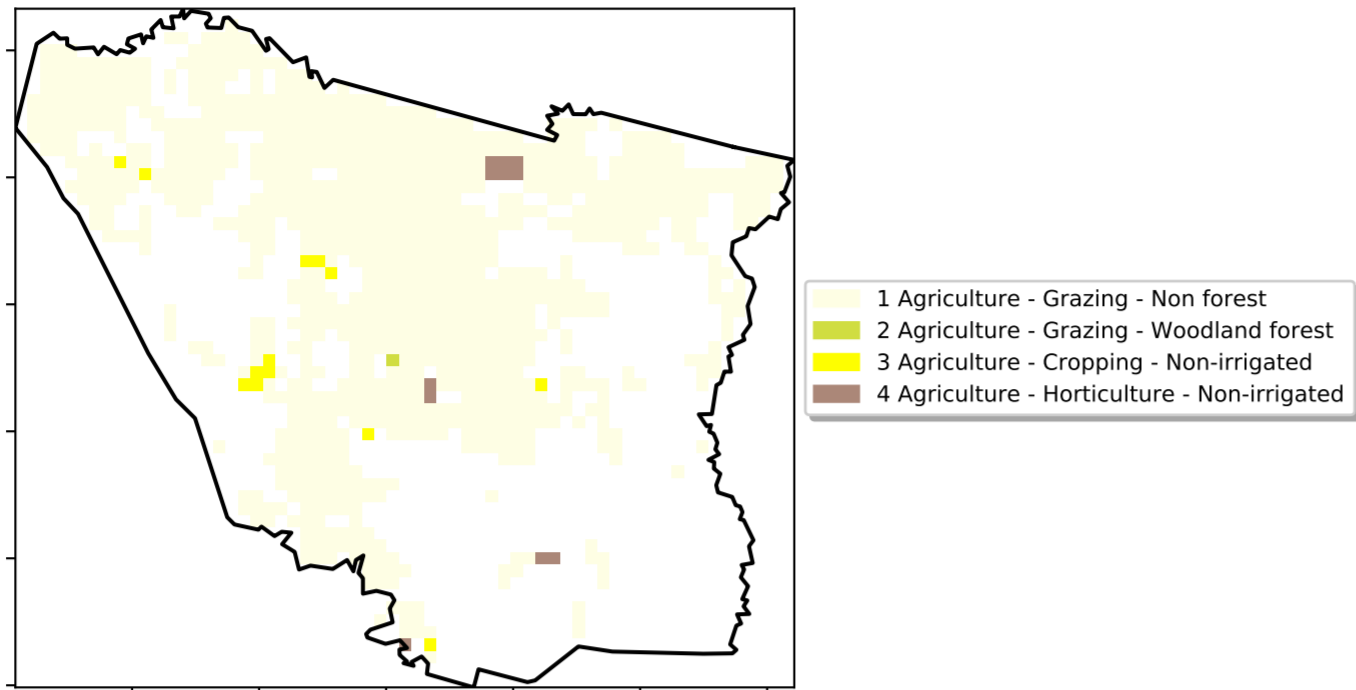 1 Agriculture - Grazing - Non forest
2 Agriculture - Grazing - Woodland forest
3 Agriculture - Cropping - Non-irrigated
4 Agriculture - Horticulture - Non-irrigated